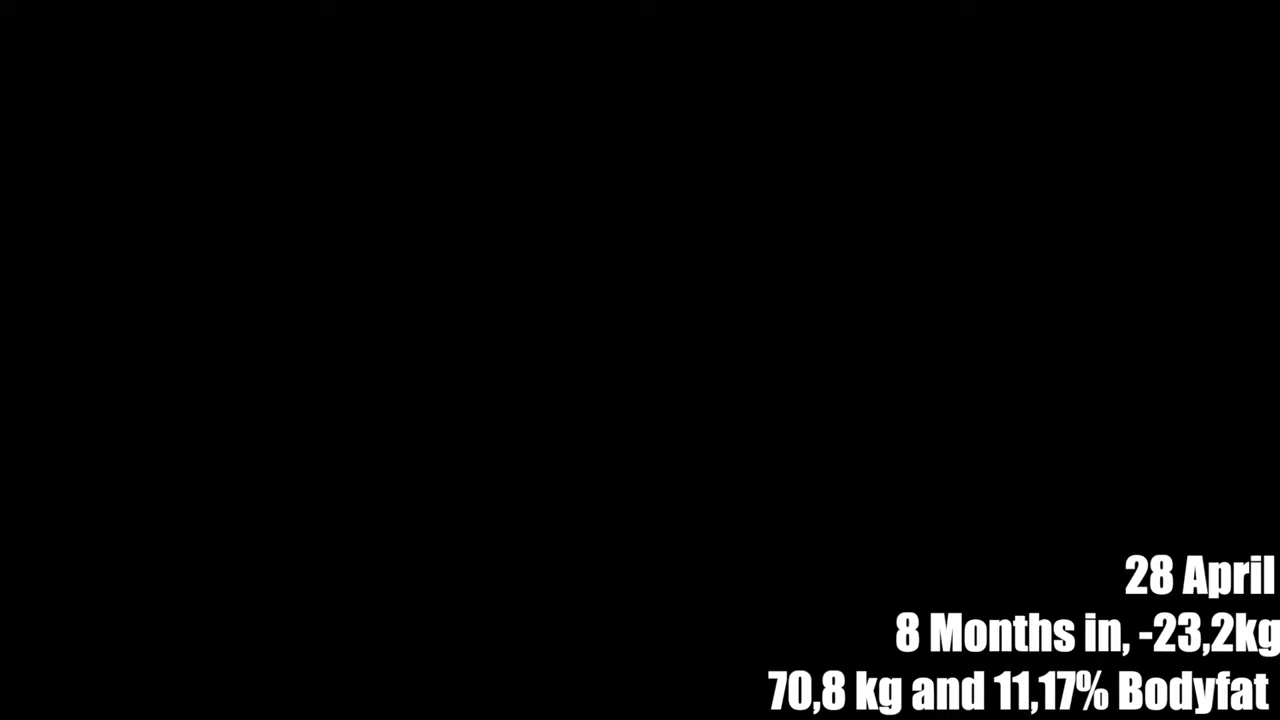 28 April
8 Months in, -23,2kg
70,8 kg and 11,17% Bodyfat